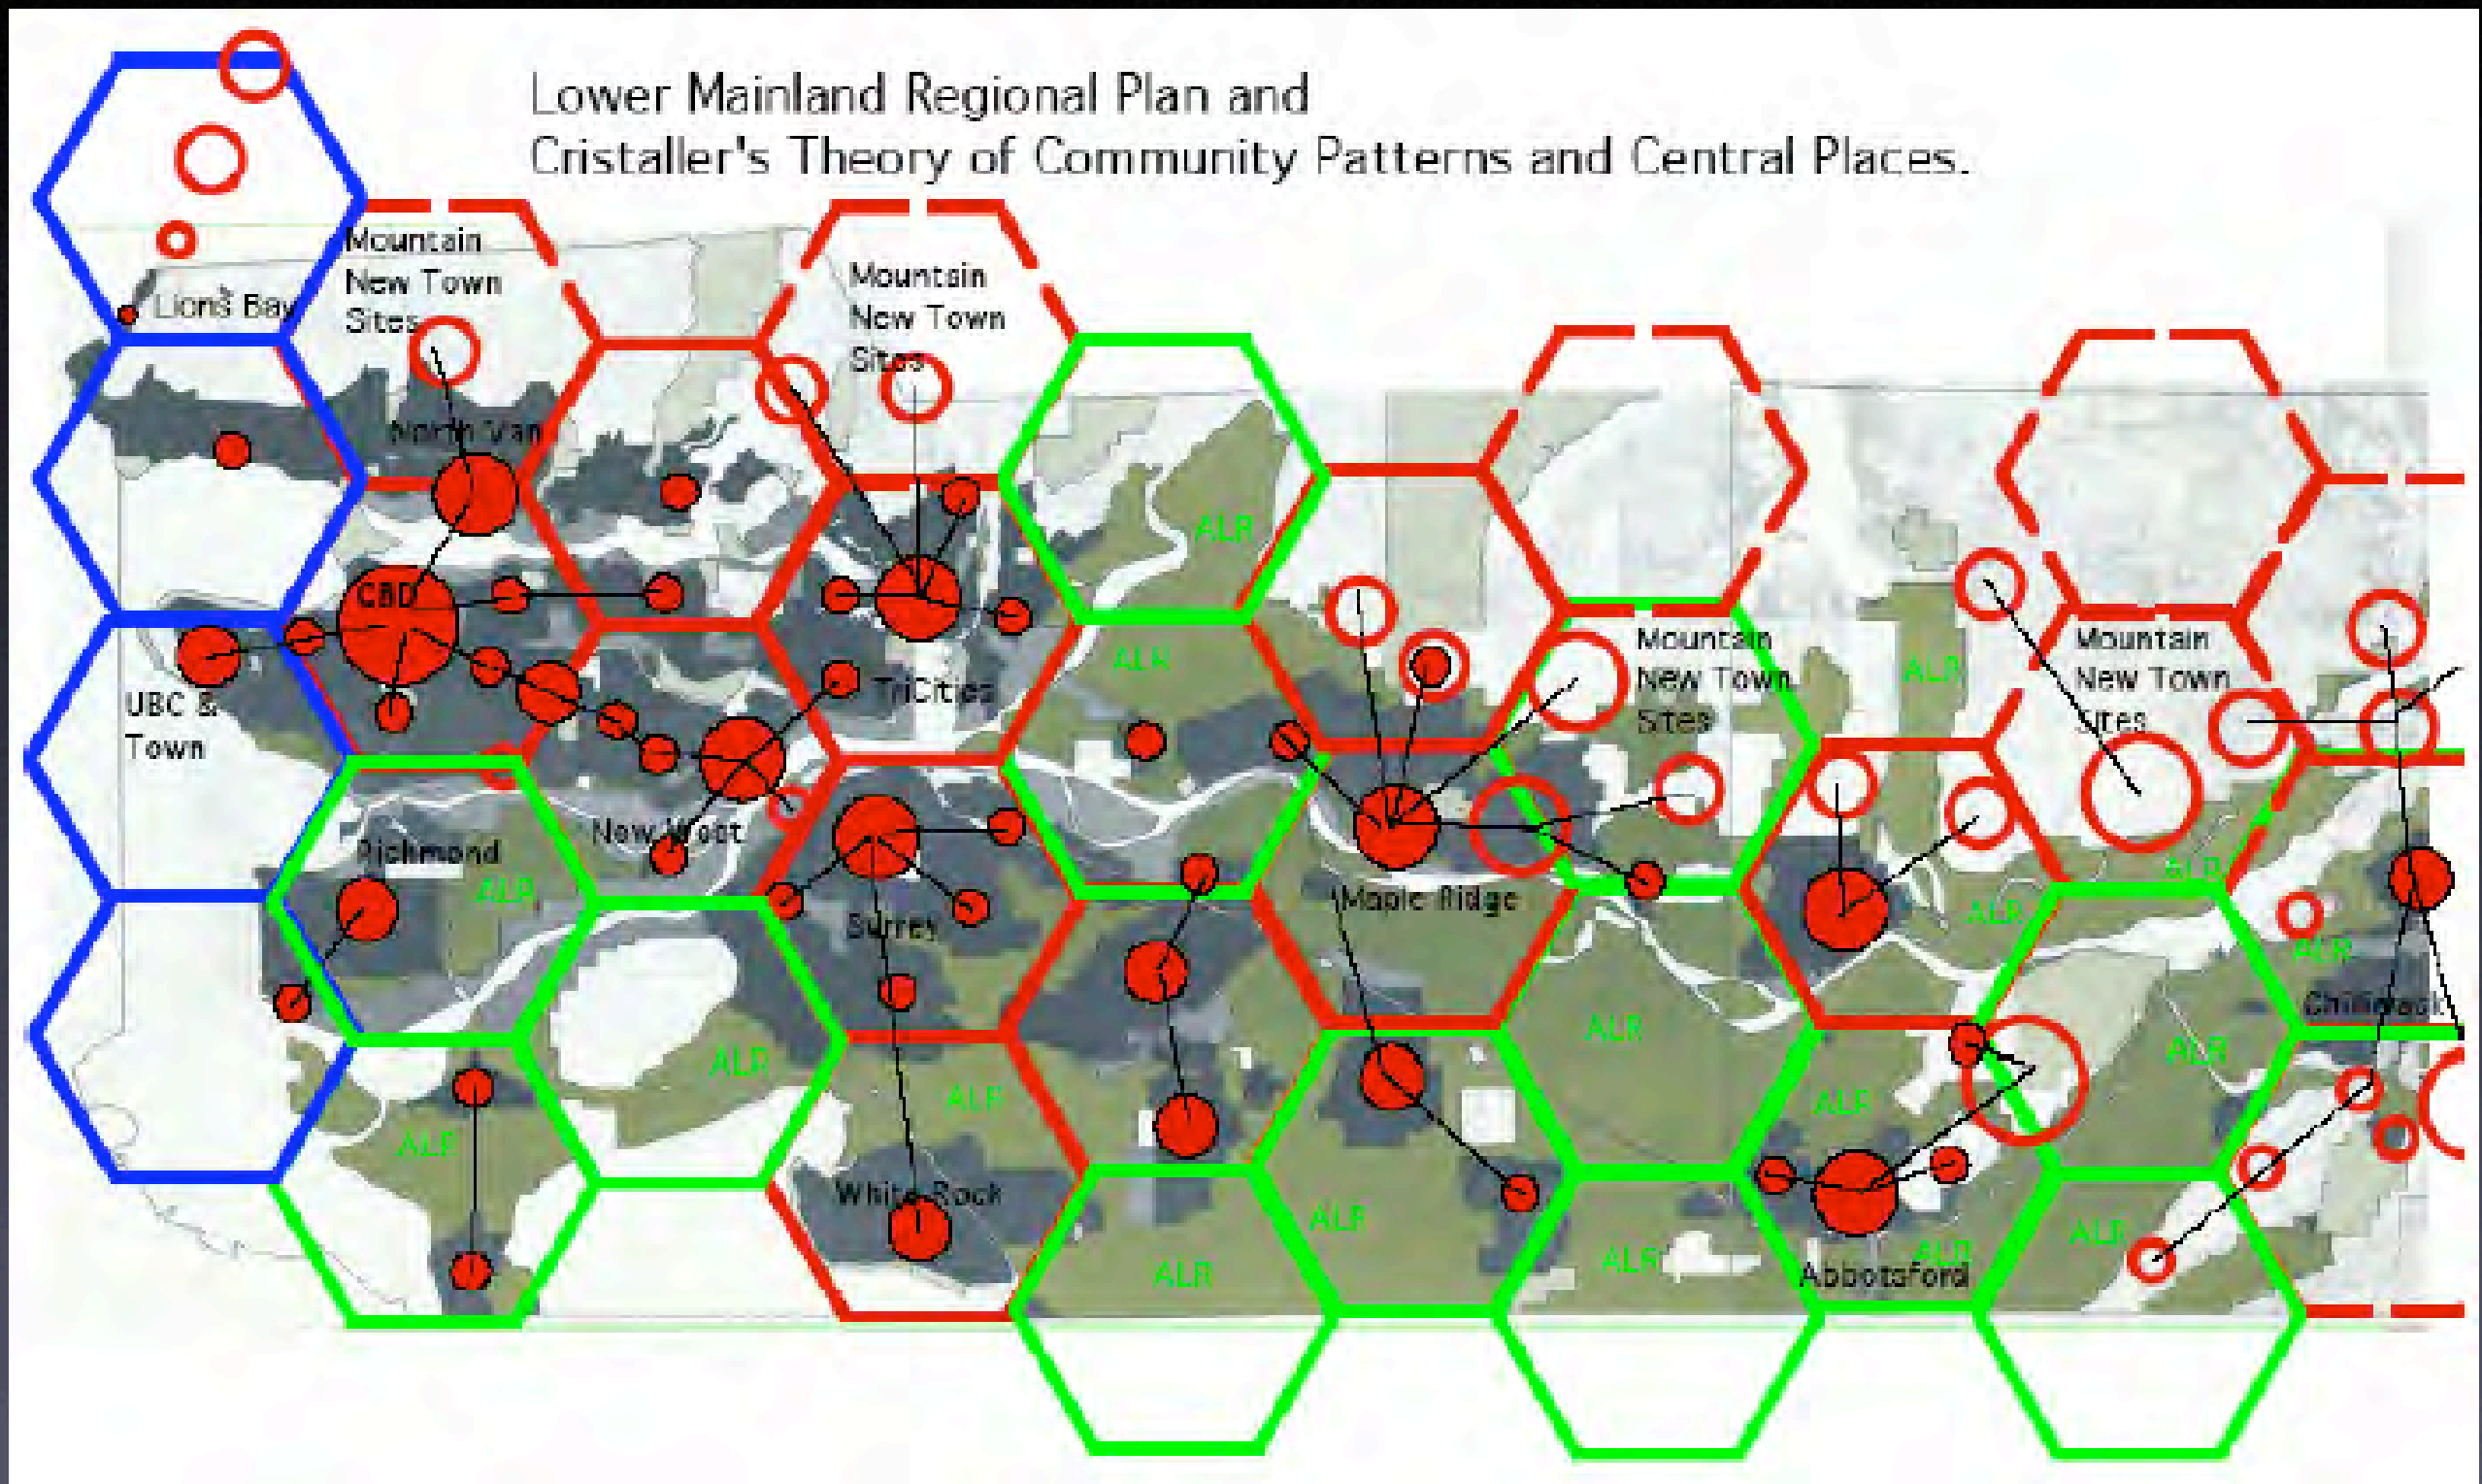 Lower Mainland Regional Plan and
Cristaller's Theory of Community Patterns and Central Places.
Mountain
New Town
Sites
Mountain
New Town
Sites
Lions Bay
North Van
ALR
CBD
ALR
Mountain
New Town
Sites
ALR
Mountain
New Town
Sites
UBC &
Town
TriCities
New West
Richmond
ALR
Surrey
Maple Ridge
ALR
ALR
ALR
Chilliwack
ALR
ALR
ALR
ALR
ALR
ALR
White Rock
ALR
ALR
ALR
ALR
ALR
Abbotsford